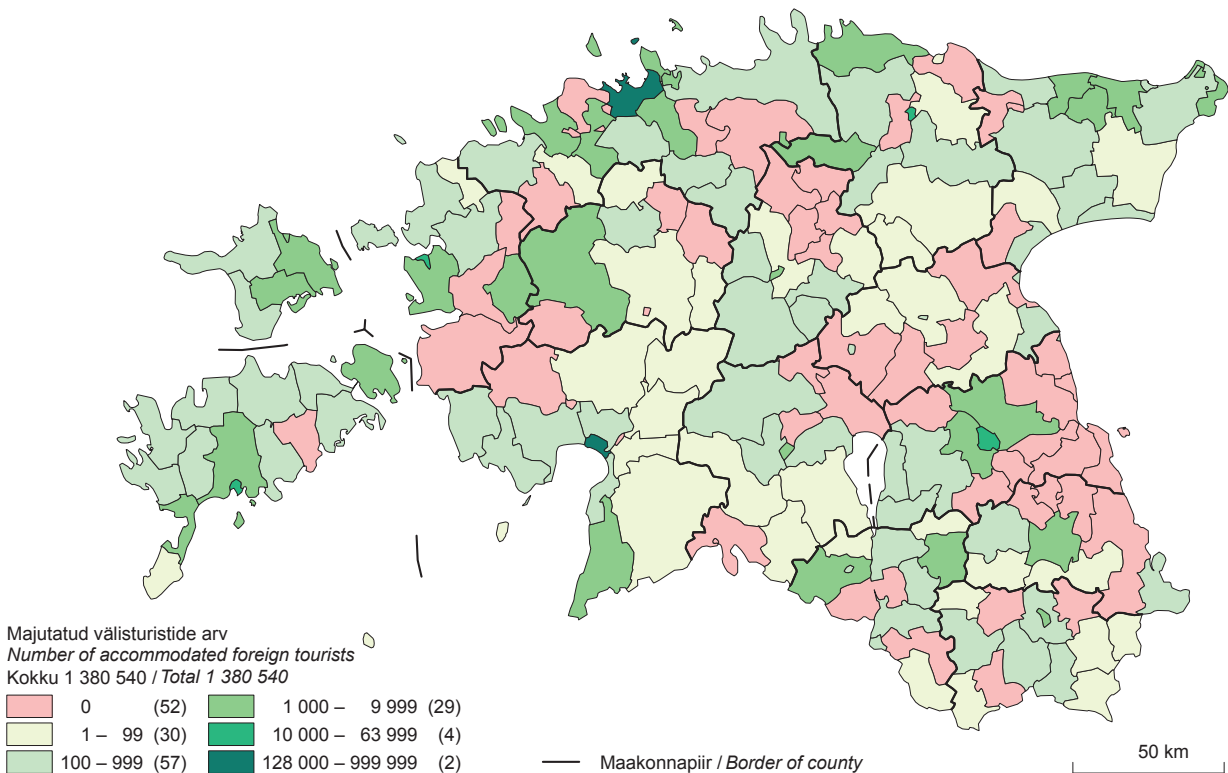 Majutatud välisturistide arv
Number of accommodated foreign tourists
Kokku 1 380 540 / Total 1 380 540
0 (52) 1 000 – 9 999 (29)
1 – 99 (30) 10 000 – 63 999 (4)
100 – 999 (57) 128 000 – 999 999 (2)
Maakonnapiir / Border of county
50 km